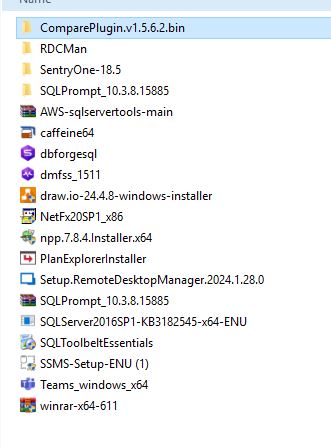 Name
ComparePlugin.v1.5.6.2.bin
RDCMan
SentryOne-18.5
SQLPrompt_10.3.8.15885
AWS-sqlservertools-main
caffeine64
dbforgesql
dmfss_1511
draw.io-24.4.8-windows-installer
NetFx20SP1_x86
npp.7.8.4.Installer.x64
PlanExplorerInstaller
Setup.RemoteDesktopManager.2024.1.28.0
SQLPrompt_10.3.8.15885
SQLServer2016SP1-KB3182545-x64-ENU
SQLToolbeltEssentials
SSMS-Setup-ENU (1)
Teams_windows_x64
winrar-x64-611